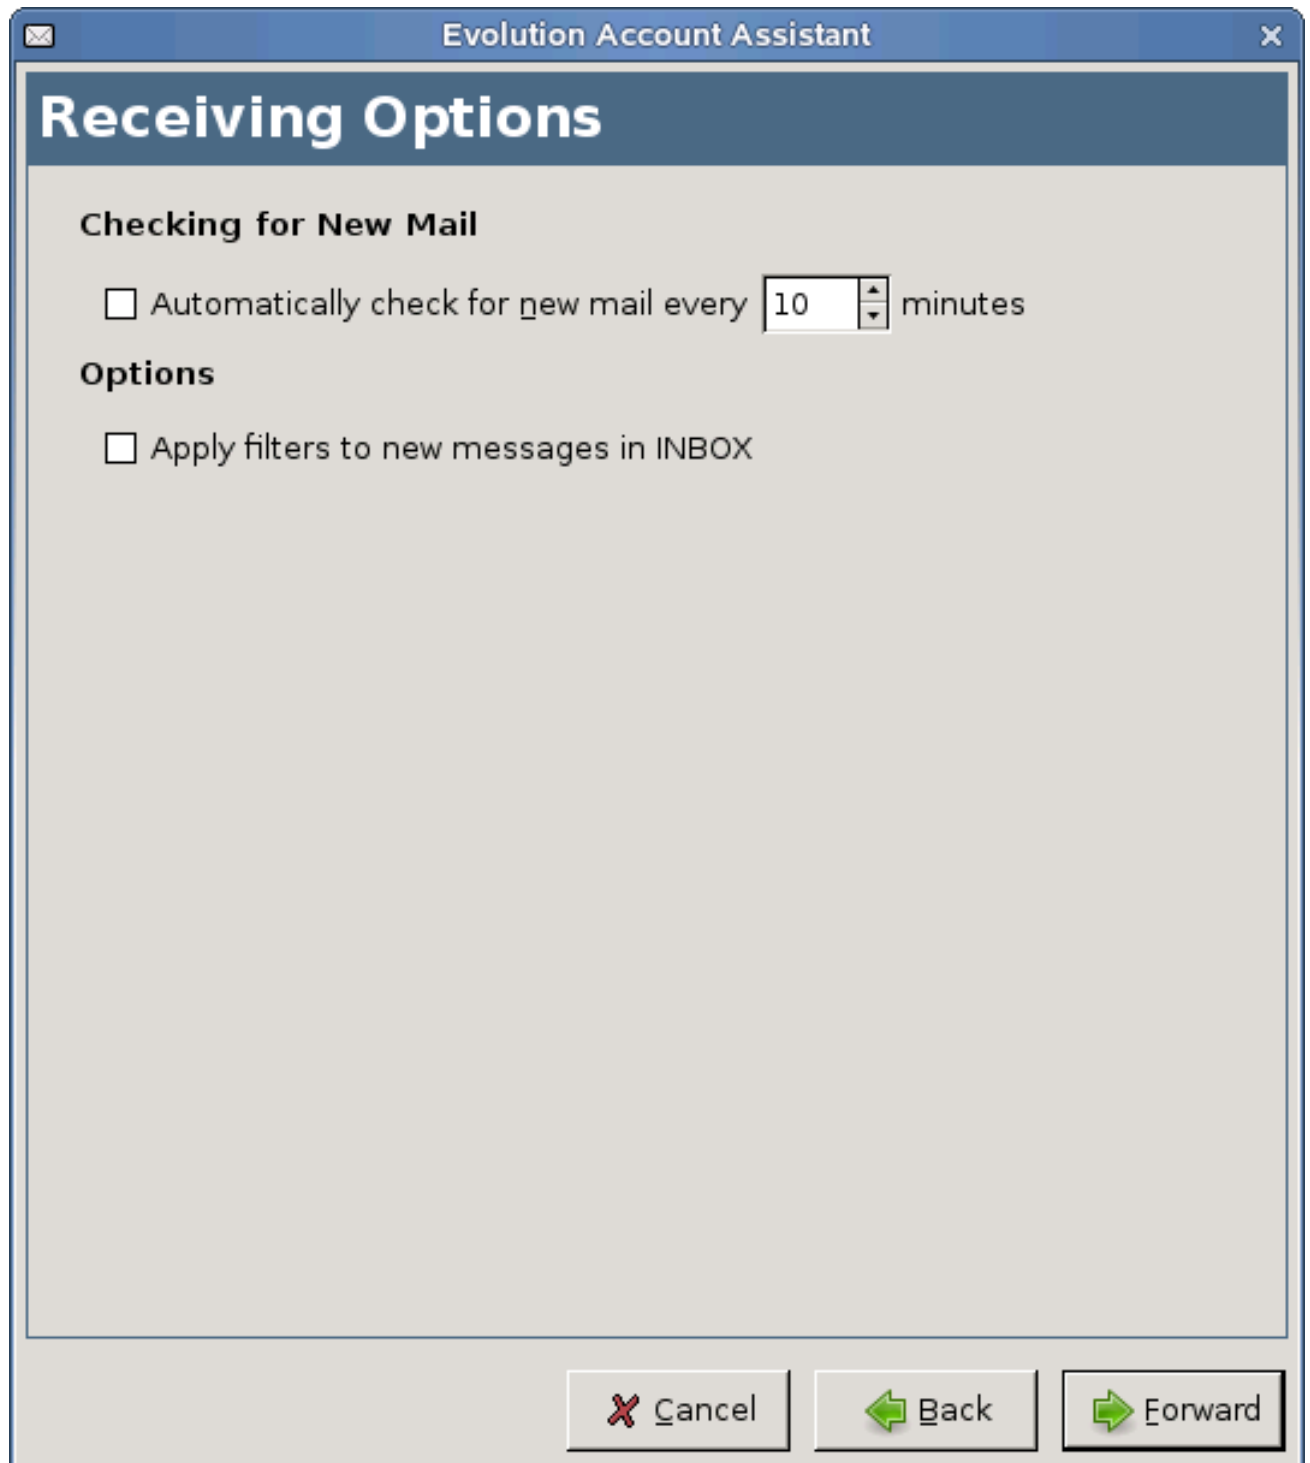 Evolution Account Assistant
Receiving Options
Checking for New Mail
Automatically check for new mail every 10 minutes
Options
Apply filters to new messages in INBOX
Cancel Back Forward